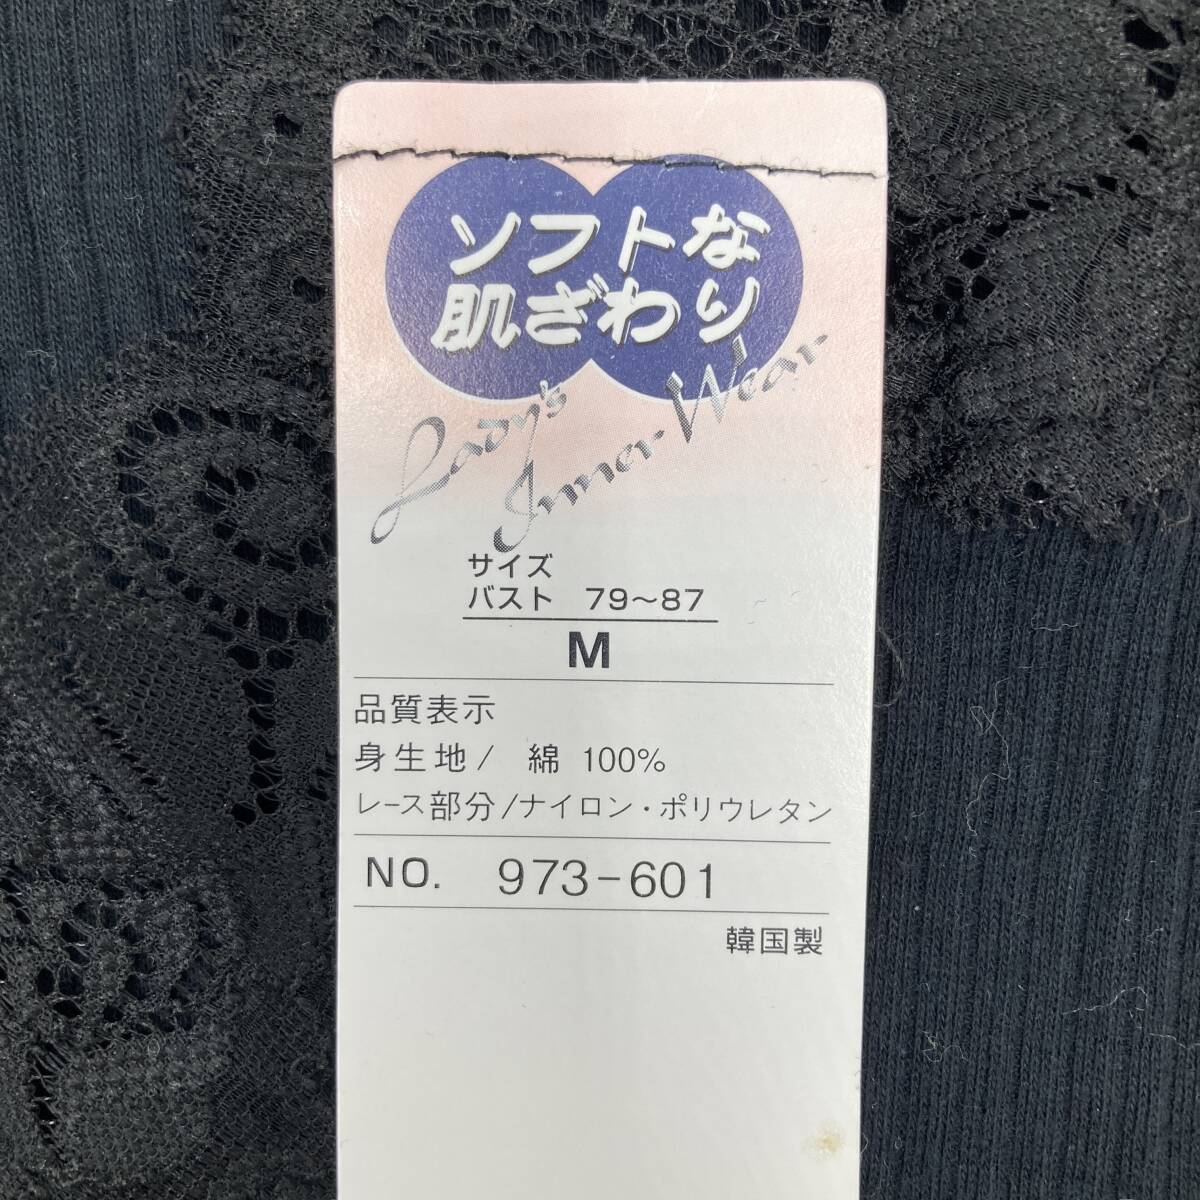 ソフトな
肌ざわり
Lady's
Inner Wear
サイズ
バスト 79～87
M
品質表示
身生地/ 綿 100%
レース部分/ナイロン・ポリウレタン
NO. 973-601
韓国製